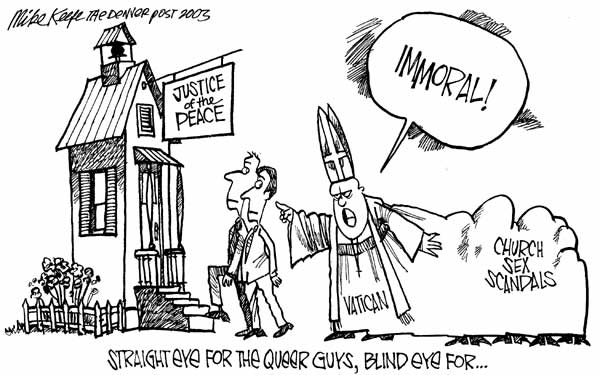 Mike Keefe THE DENVER POST 2003
JUSTICE
of the
PEACE
IMMORAL!
VATICAN
CHURCH
SEX
SCANDALS
STRAIGHT EYE FOR THE QUEER GUYS, BLIND EYE FOR...